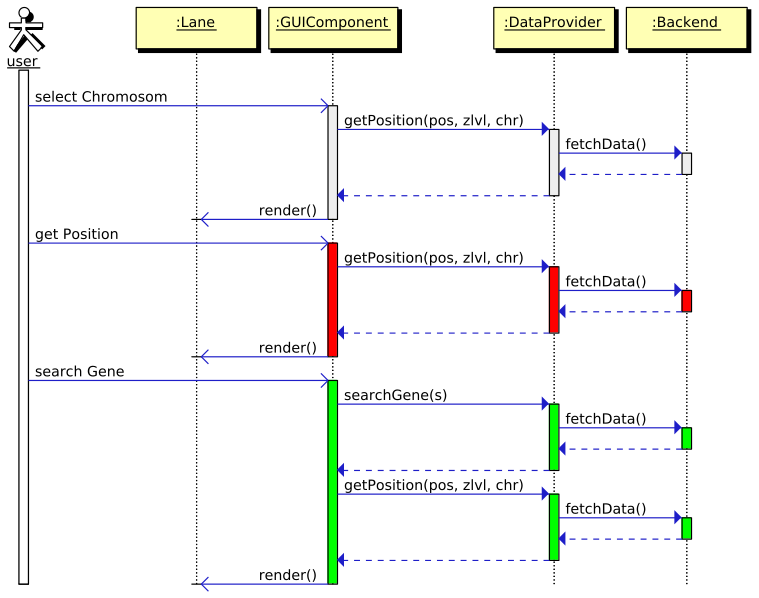 :Lane
:GUIComponent
:DataProvider
:Backend
user
select Chromosom
getPosition(pos, zlvl, chr)
fetchData()
render()
get Position
getPosition(pos, zlvl, chr)
fetchData()
render()
search Gene
searchGene(s)
fetchData()
getPosition(pos, zlvl, chr)
fetchData()
render()